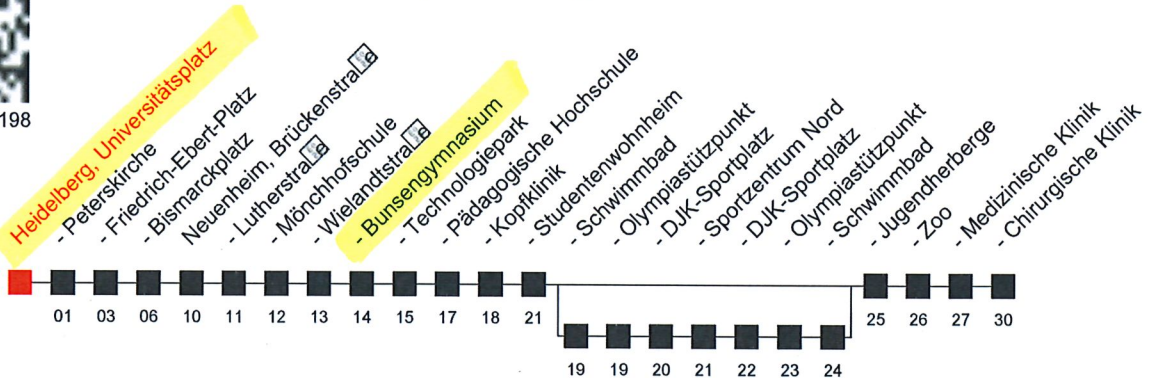 198
Heidelberg, Universitätsplatz
- Peterskirche
- Friedrich-Ebert-Platz
- Bismarckplatz
Neuenheim, Brückenstraße
- Lutherstraße
- Mönchhofschule
- Wielandtstraße
- Bunsengymnasium
- Technologiepark
- Pädagogische Hochschule
- Kopfklinik
- Studentenwohnheim
- Schwimmbad
- Olympiastützpunkt
- DJK-Sportplatz
- Sportzentrum Nord
- DJK-Sportplatz
- Olympiastützpunkt
- Schwimmbad
- Jugendherberge
- Zoo
- Medizinische Klinik
- Chirurgische Klinik
01 03 06 10 11 12 13 14 15 17 18 21 25 26 27 30
19 19 20 21 22 23 24